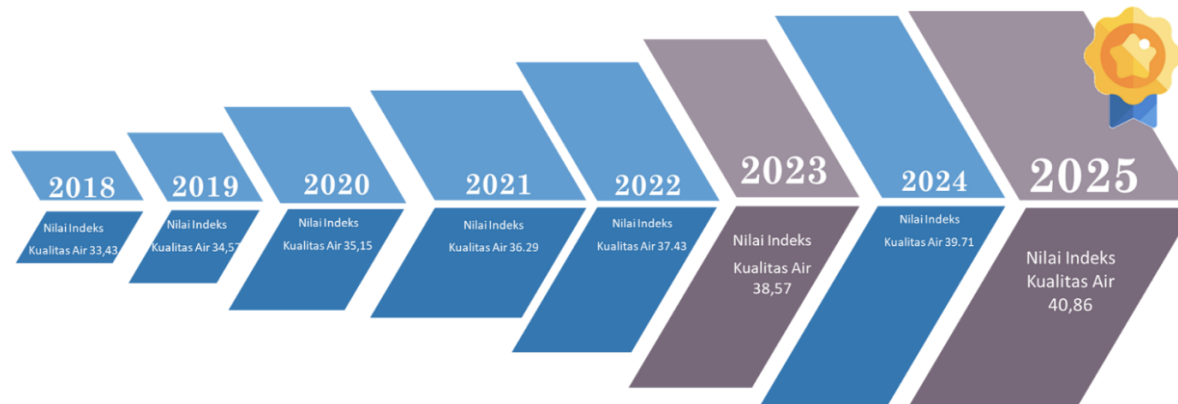 2018
Nilai Indeks
Kualitas Air 33,43
2019
Nilai Indeks
Kualitas Air 34,57
2020
Nilai Indeks
Kualitas Air 35,15
2021
Nilai Indeks
Kualitas Air 36.29
2022
Nilai Indeks
Kualitas Air 37.43
2023
Nilai Indeks
Kualitas Air
38,57
2024
Nilai Indeks
Kualitas Air 39.71
2025
Nilai Indeks
Kualitas Air
40,86